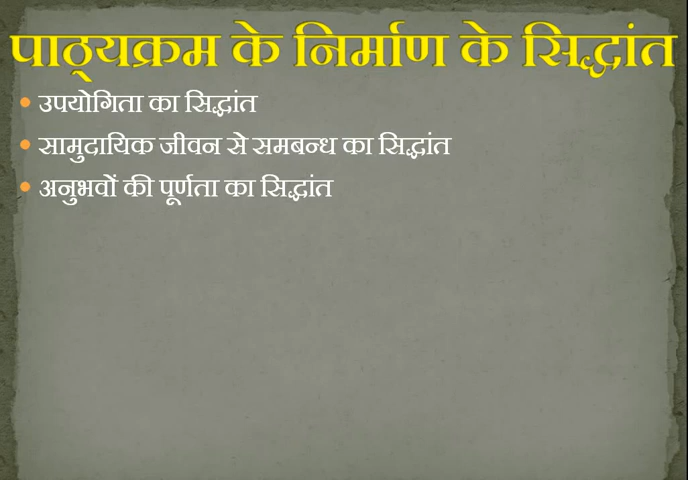 पाठ्यक्रम के निर्माण के सिद्धांत
• उपयोगिता का सिद्धांत
• सामुदायिक जीवन से समबन्ध का सिद्धांत
• अनुभवों की पूर्णता का सिद्धांत